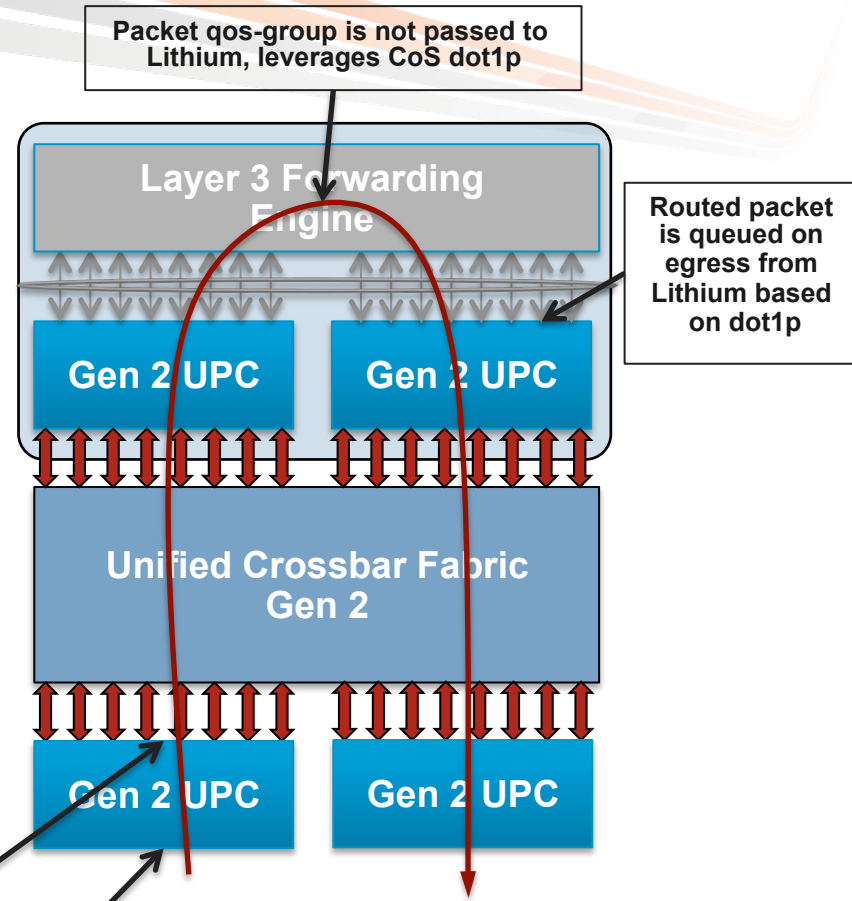 Packet qos-group is not passed to
Lithium, leverages CoS dot1p
Layer 3 Forwarding
Engine
Routed packet
is queued on
egress from
Lithium based
on dot1p
Gen 2 UPC
Gen 2 UPC
Unified Crossbar Fabric
Gen 2
Gen 2 UPC
Gen 2 UPC